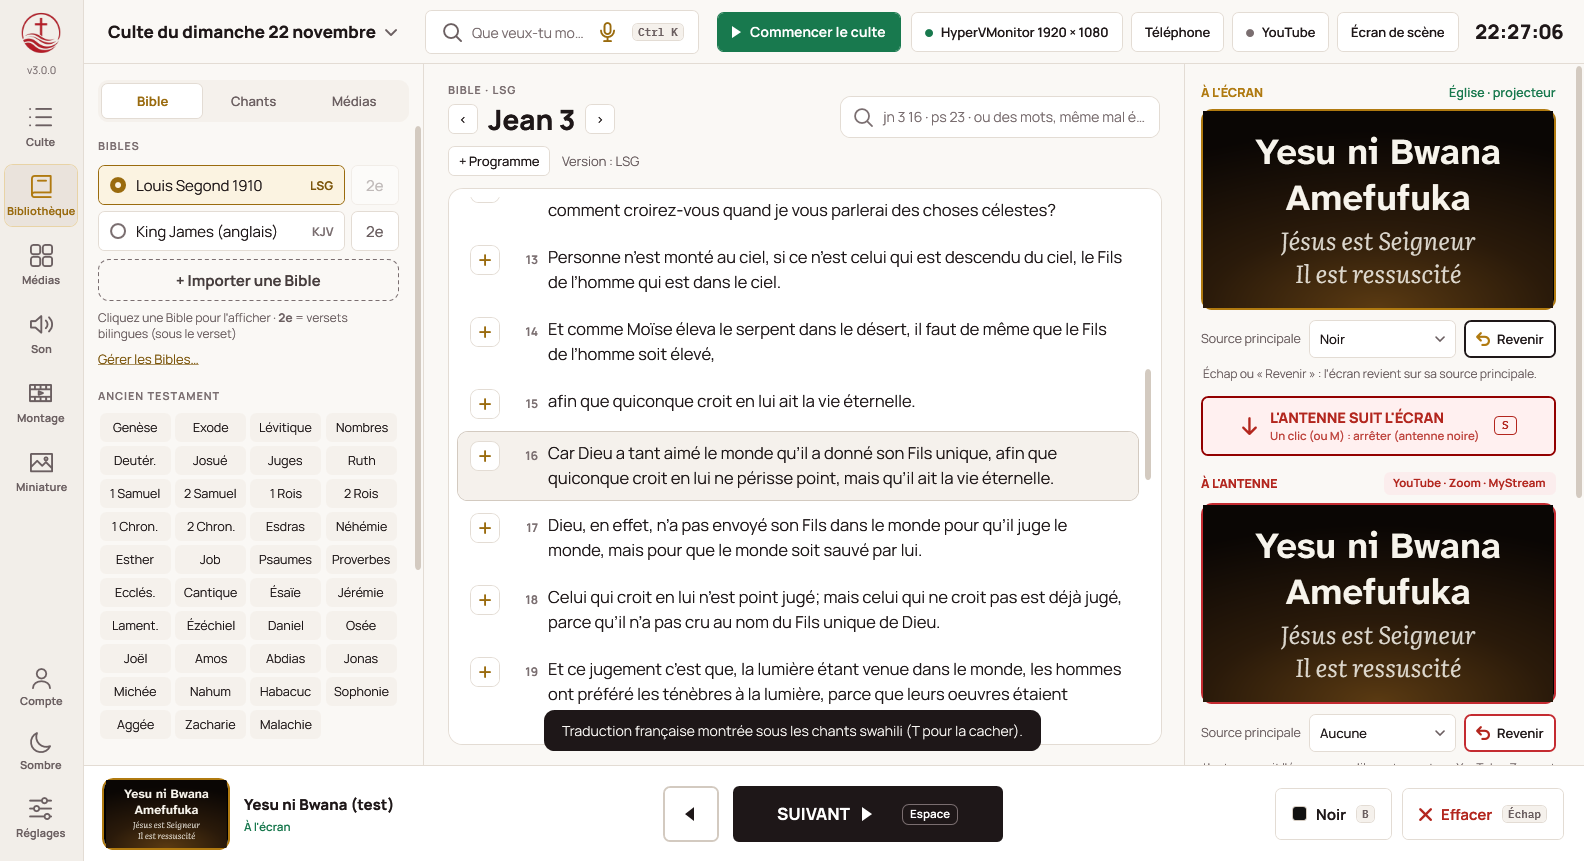 v3.0.0
Culte
Bibliothèque
Médias
Son
Montage
Miniature
Compte
Sombre
Réglages
Culte du dimanche 22 novembre
Que veux-tu mo…
Ctrl K
Commencer le culte
HyperVMonitor 1920 × 1080
Téléphone
YouTube
Écran de scène
22:27:06
Bible
Chants
Médias
BIBLES
Louis Segond 1910 LSG 2e
King James (anglais) KJV 2e
+ Importer une Bible
Cliquez une Bible pour l'afficher · 2e = versets
bilingues (sous le verset)
Gérer les Bibles…
ANCIEN TESTAMENT
Genèse Exode Lévitique Nombres
Deutér. Josué Juges Ruth
1 Samuel 2 Samuel 1 Rois 2 Rois
1 Chron. 2 Chron. Esdras Néhémie
Esther Job Psaumes Proverbes
Ecclés. Cantique Ésaïe Jérémie
Lament. Ézéchiel Daniel Osée
Joël Amos Abdias Jonas
Michée Nahum Habacuc Sophonie
Aggée Zacharie Malachie
BIBLE · LSG
‹ Jean 3 ›
jn 3 16 · ps 23 · ou des mots, même mal é…
+ Programme
Version : LSG
comment croirez-vous quand je vous parlerai des choses célestes?
+ 13 Personne n'est monté au ciel, si ce n'est celui qui est descendu du ciel, le Fils
de l'homme qui est dans le ciel.
+ 14 Et comme Moïse éleva le serpent dans le désert, il faut de même que le Fils
de l'homme soit élevé,
+ 15 afin que quiconque croit en lui ait la vie éternelle.
+ 16 Car Dieu a tant aimé le monde qu'il a donné son Fils unique, afin que
quiconque croit en lui ne périsse point, mais qu'il ait la vie éternelle.
+ 17 Dieu, en effet, n'a pas envoyé son Fils dans le monde pour qu'il juge le
monde, mais pour que le monde soit sauvé par lui.
+ 18 Celui qui croit en lui n'est point jugé; mais celui qui ne croit pas est déjà jugé,
parce qu'il n'a pas cru au nom du Fils unique de Dieu.
+ 19 Et ce jugement c'est que, la lumière étant venue dans le monde, les hommes
ont préféré les ténèbres à la lumière, parce que leurs oeuvres étaient
Traduction française montrée sous les chants swahili (T pour la cacher).
À L'ÉCRAN
Église · projecteur
Yesu ni Bwana
Amefufuka
Jésus est Seigneur
Il est ressuscité
Source principale Noir Revenir
Échap ou « Revenir » : l'écran revient sur sa source principale.
L'ANTENNE SUIT L'ÉCRAN
Un clic (ou M) : arrêter (antenne noire)
S
À L'ANTENNE
YouTube · Zoom · MyStream
Yesu ni Bwana
Amefufuka
Jésus est Seigneur
Il est ressuscité
Source principale Aucune Revenir
Yesu ni Bwana
Amefufuka
Jésus est Seigneur
Il est ressuscité
Yesu ni Bwana (test)
À l'écran
SUIVANT
Espace
Noir B
Effacer Échap